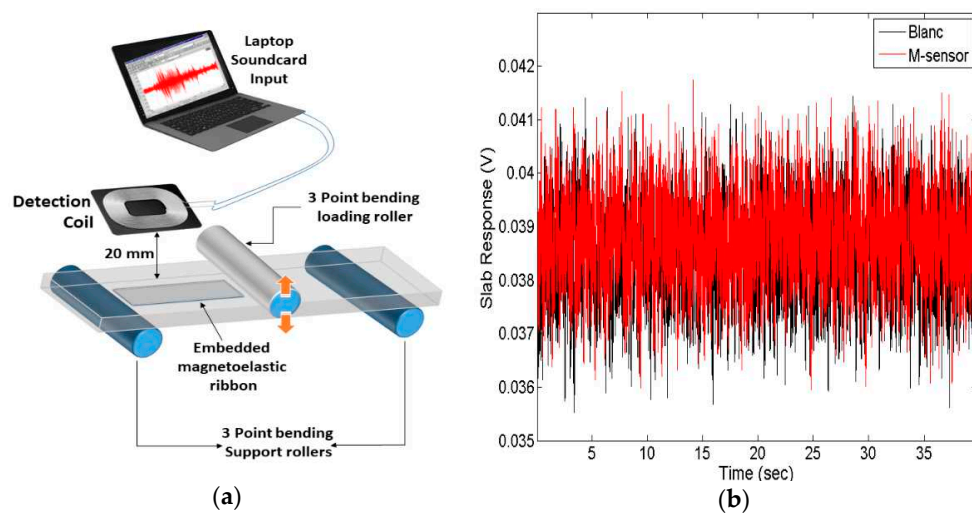 Laptop
Soundcard
Input
Detection
Coil
3 Point bending
loading roller
20 mm
Embedded
magnetoelastic
ribbon
3 Point bending
Support rollers
(a)
Blanc
M-sensor
0.042
0.041
0.04
0.039
0.038
0.037
0.036
0.035
Slab Response (V)
5 10 15 20 25 30 35
Time (sec)
(b)